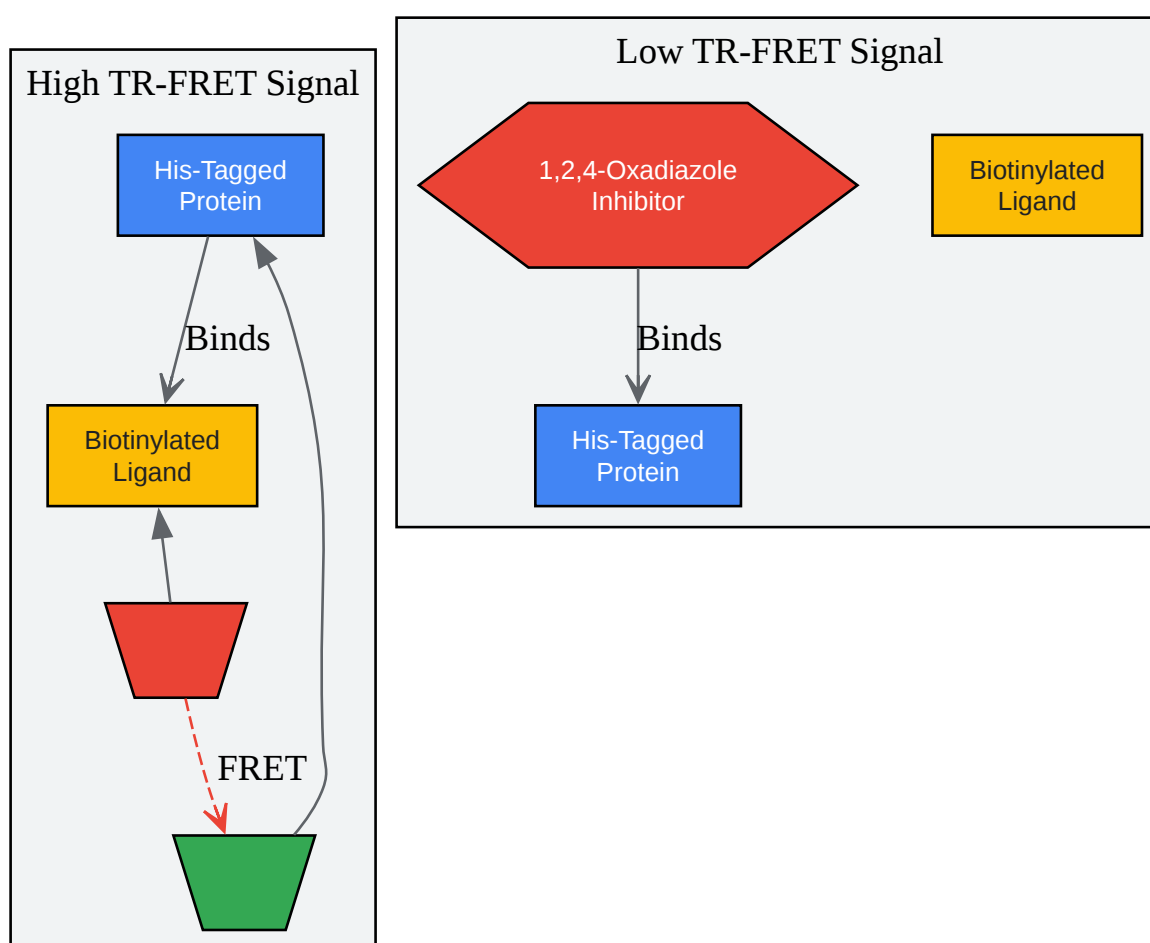 High TR-FRET Signal
His-Tagged
Protein
Binds
Biotinylated
Ligand
FRET
Low TR-FRET Signal
1,2,4-Oxadiazole
Inhibitor
Biotinylated
Ligand
Binds
His-Tagged
Protein